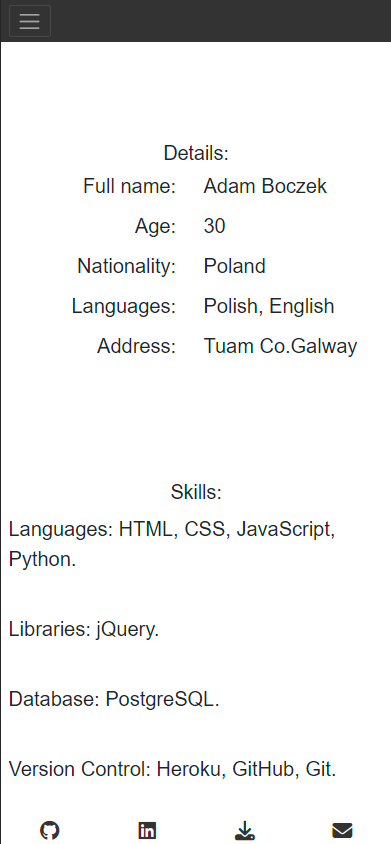 Details:
Full name: Adam Boczek
Age: 30
Nationality: Poland
Languages: Polish, English
Address: Tuam Co.Galway
Skills:
Languages: HTML, CSS, JavaScript,
Python.
Libraries: jQuery.
Database: PostgreSQL.
Version Control: Heroku, GitHub, Git.